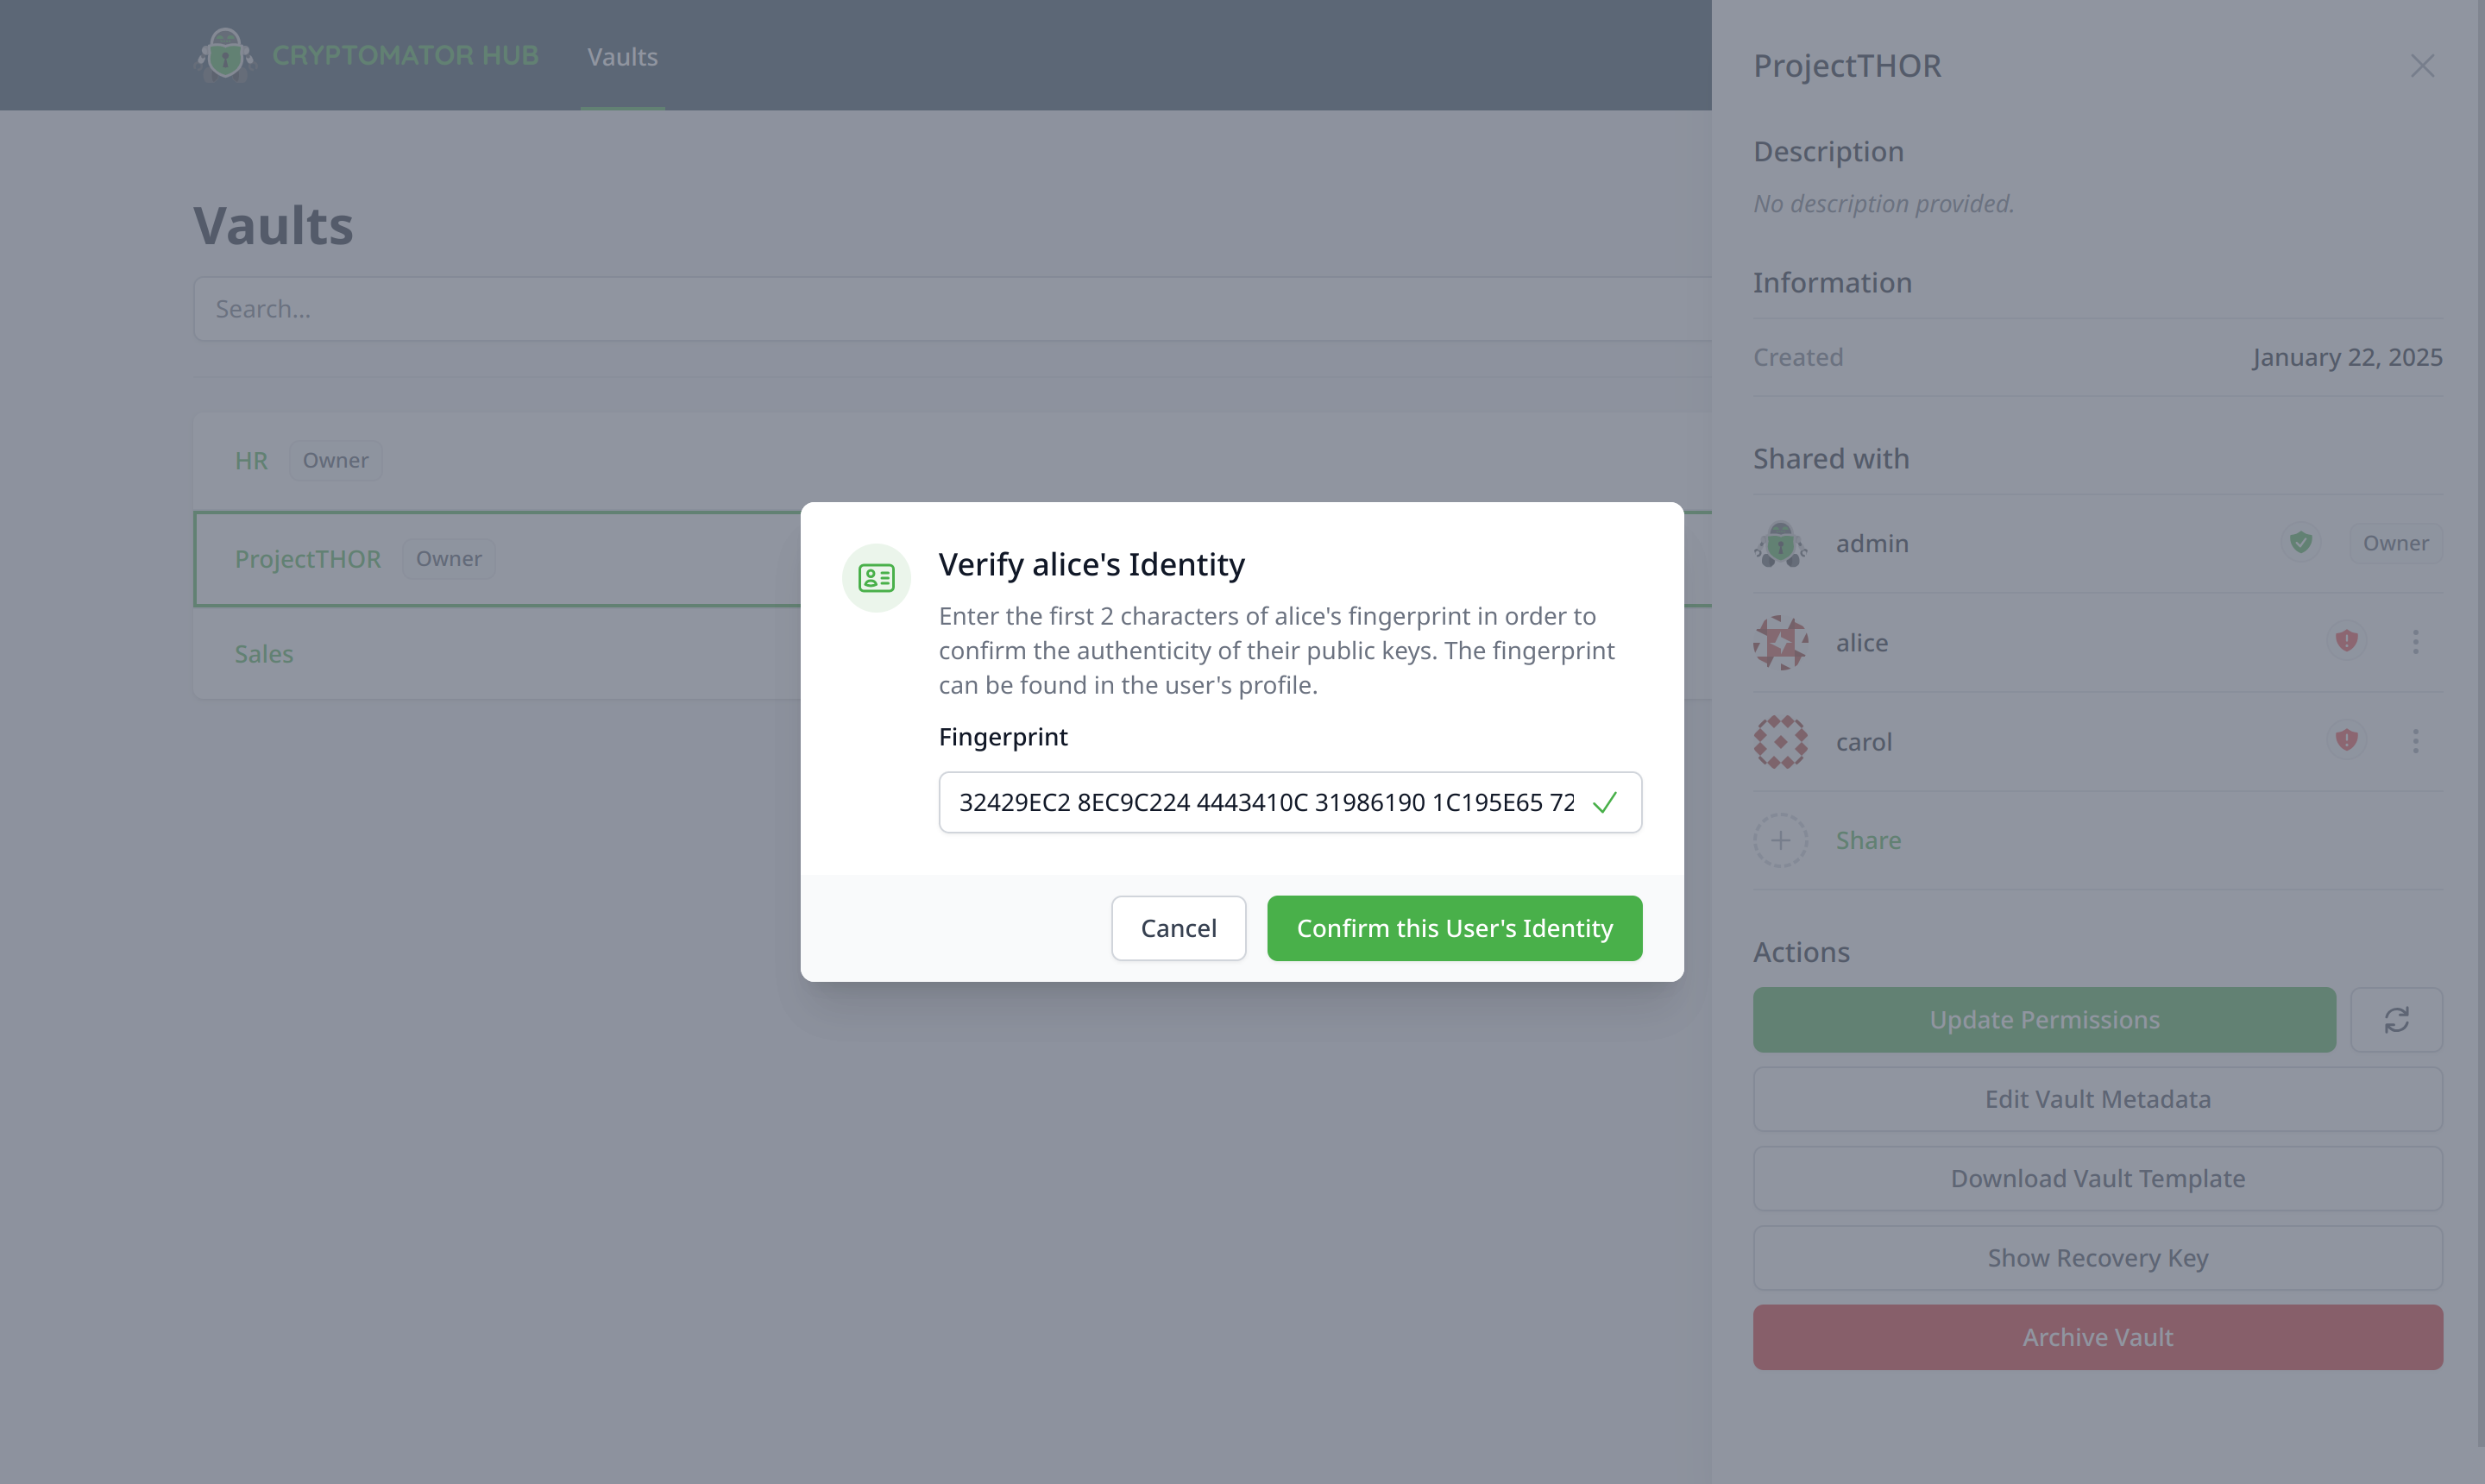 CRYPTOMATOR HUB
Vaults
Vaults
Search...
HR Owner
ProjectTHOR Owner
Sales
Verify alice's Identity
Enter the first 2 characters of alice's fingerprint in order to
confirm the authenticity of their public keys. The fingerprint
can be found in the user's profile.
Fingerprint
32429EC2 8EC9C224 4443410C 31986190 1C195E65 72
Cancel
Confirm this User's Identity
ProjectTHOR
Description
No description provided.
Information
Created January 22, 2025
Shared with
admin Owner
alice
carol
Share
Actions
Update Permissions
Edit Vault Metadata
Download Vault Template
Show Recovery Key
Archive Vault